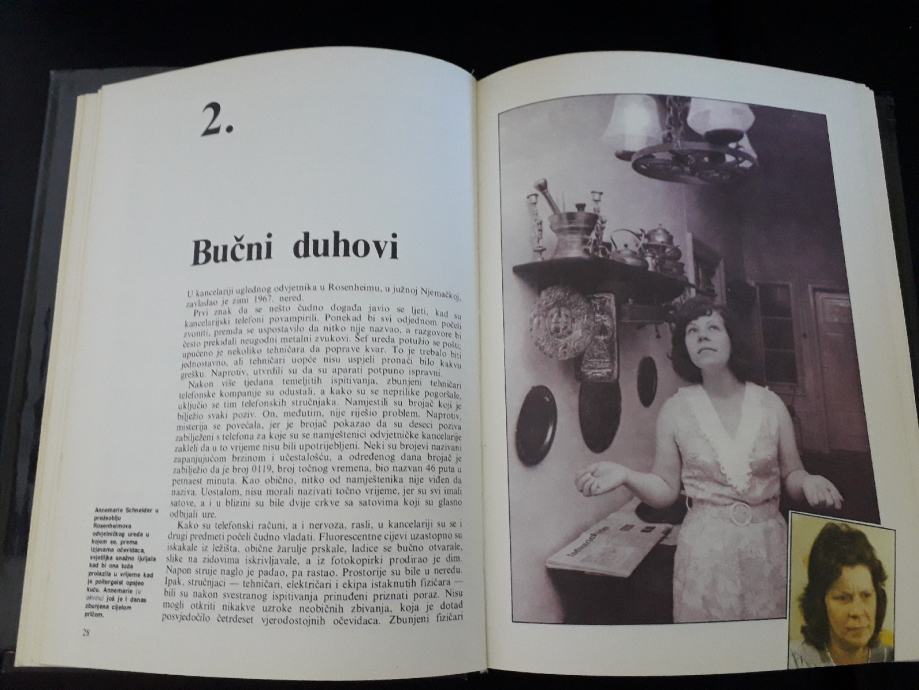 2.
Bučni duhovi
U kancelariji uglednog odvjetnika u Rosenheimu, u južnoj Njemačkoj,
zavladao je zimi 1967. nered.
Prvi znak da se nešto čudno događa javio se ljeti, kad su
kancelarijski telefoni povampirili. Ponekad bi svi odjednom počeli
zvoniti, premda se uspostavilo da nitko nije nazvao, a razgovore bi
često prekidali neugodni metalni zvukovi. Šef ureda potužio se pošti,
upućeno je nekoliko tehničara da poprave kvar. To je trebalo biti
jednostavno, ali tehničari uopće nisu uspjeli pronaći bilo kakvu
grešku. Naprotiv, utvrdili su da su aparati potpuno ispravni.
Nakon više tjedana temeljitih ispitivanja, zbunjeni tehničari
telefonske kompanije su odustali, a kako su se neprilike pogoršale,
uključio se tim telefonskih stručnjaka. Namjestili su brojač koji je
bilježio svaki poziv. On, međutim, nije riješio problem. Naprotiv,
misterija se povećala, jer je brojač pokazao da su deseci poziva
zabilježeni s telefona za koje su se namještenici odvjetničke kancelarije
zakleli da u to vrijeme nisu bili upotrijebljeni. Neki su brojevi nazivani
zapanjujućom brzinom i učestalošću, a određenog dana brojač je
zabilježio da je broj 0119, broj točnog vremena, bio nazvan 46 puta u
petnaest minuta. Kao obično, nitko od namještenika nije viđen da
naziva. Uostalom, nisu morali nazivati točno vrijeme, jer su svi imali
satove, a i u blizini su bile dvije crkve sa satovima koji su glasno
odbijali ure.
Kako su telefonski računi, a i nervoza, rasli, u kancelariji su se i
drugi predmeti počeli čudno vladati. Fluorescentne cijevi uzastopno su
iskakale iz ležišta, obične žarulje prskale, ladice se bučno otvarale,
slike na zidovima iskrivljavale, a iz fotokopirki prodirao je dim.
Napon struje naglo je padao, pa rastao. Prostorije su bile u neredu.
Ipak, stručnjaci — tehničari, električari i ekipa istaknutih fizičara —
bili su nakon svestranog ispitivanja prinuđeni priznati poraz. Nisu
mogli otkriti nikakve uzroke neobičnih zbivanja, koja je dotad
posvjedočilo četrdeset vjerodostojnih očevidaca. Zbunjeni fizičari
Annemarie Schneider u
predsoblju
Rosenheimova
odvjetničkog ureda u
kojem se, prema
izjavama očevidaca,
svjetiljka snažno ljuljala
kad bi ona tuda
prolazila u vrijeme kad
je poltergeist opsjeo
kuću. Annemarie (u
okviru) još je i danas
zbunjena cijelom
pričom.
28